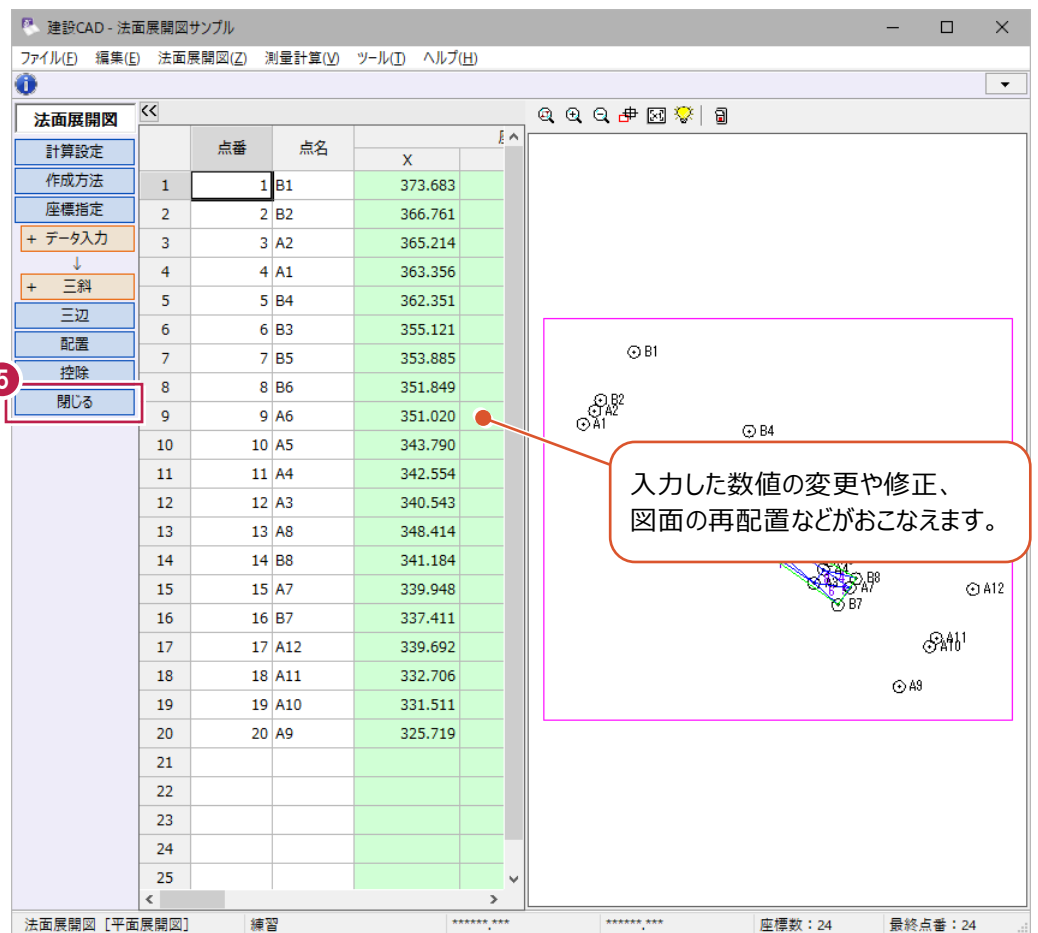 建設CAD - 法面展開図サンプル
ファイル(F) 編集(E) 法面展開図(Z) 測量計算(V) ツール(T) ヘルプ(H)
法面展開図
計算設定
作成方法
座標指定
+ データ入力
↓
+ 三斜
三辺
配置
控除
閉じる
5
<<
点番 点名
X
1 1 B1 373.683
2 2 B2 366.761
3 3 A2 365.214
4 4 A1 363.356
5 5 B4 362.351
6 6 B3 355.121
7 7 B5 353.885
8 8 B6 351.849
9 9 A6 351.020
10 10 A5 343.790
11 11 A4 342.554
12 12 A3 340.543
13 13 A8 348.414
14 14 B8 341.184
15 15 A7 339.948
16 16 B7 337.411
17 17 A12 339.692
18 18 A11 332.706
19 19 A10 331.511
20 20 A9 325.719
21
22
23
24
25
B1
B2
A2
A1
B4
入力した数値の変更や修正、
図面の再配置などがおこなえます。
A4
A3
B8
A7
B7
A12
A11
A10
A9
法面展開図 [平面展開図] 練習 ******.*** ******.*** 座標数：24 最終点番：24